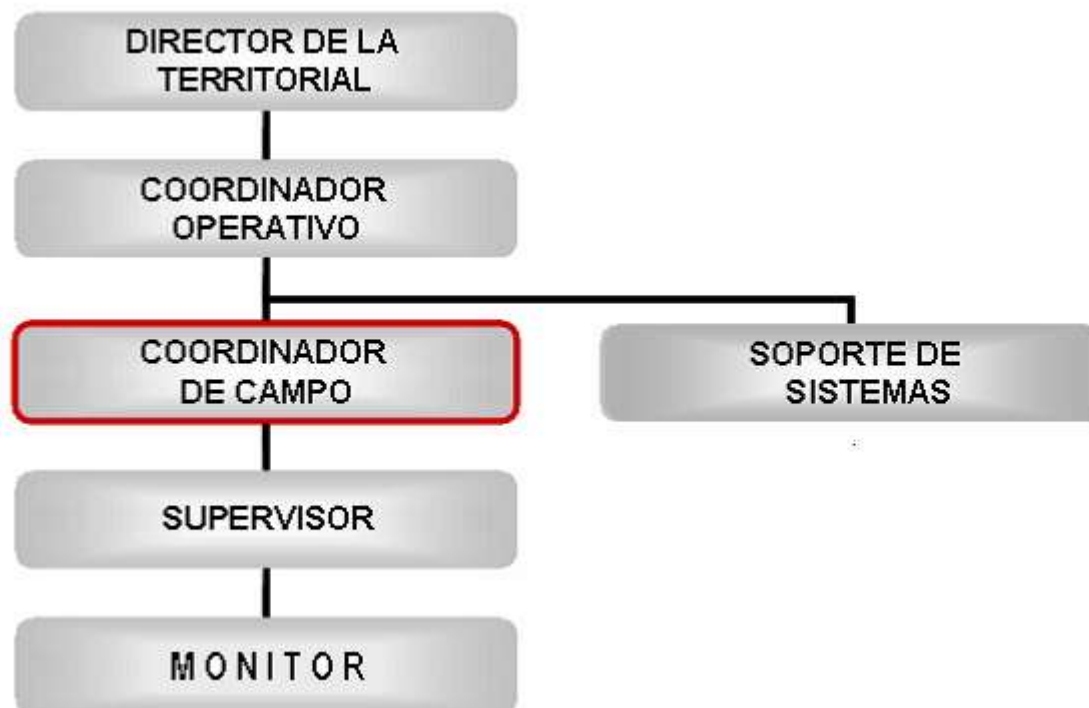 DIRECTOR DE LA
TERRITORIAL
COORDINADOR
OPERATIVO
COORDINADOR
DE CAMPO
SOPORTE DE
SISTEMAS
SUPERVISOR
MONITOR